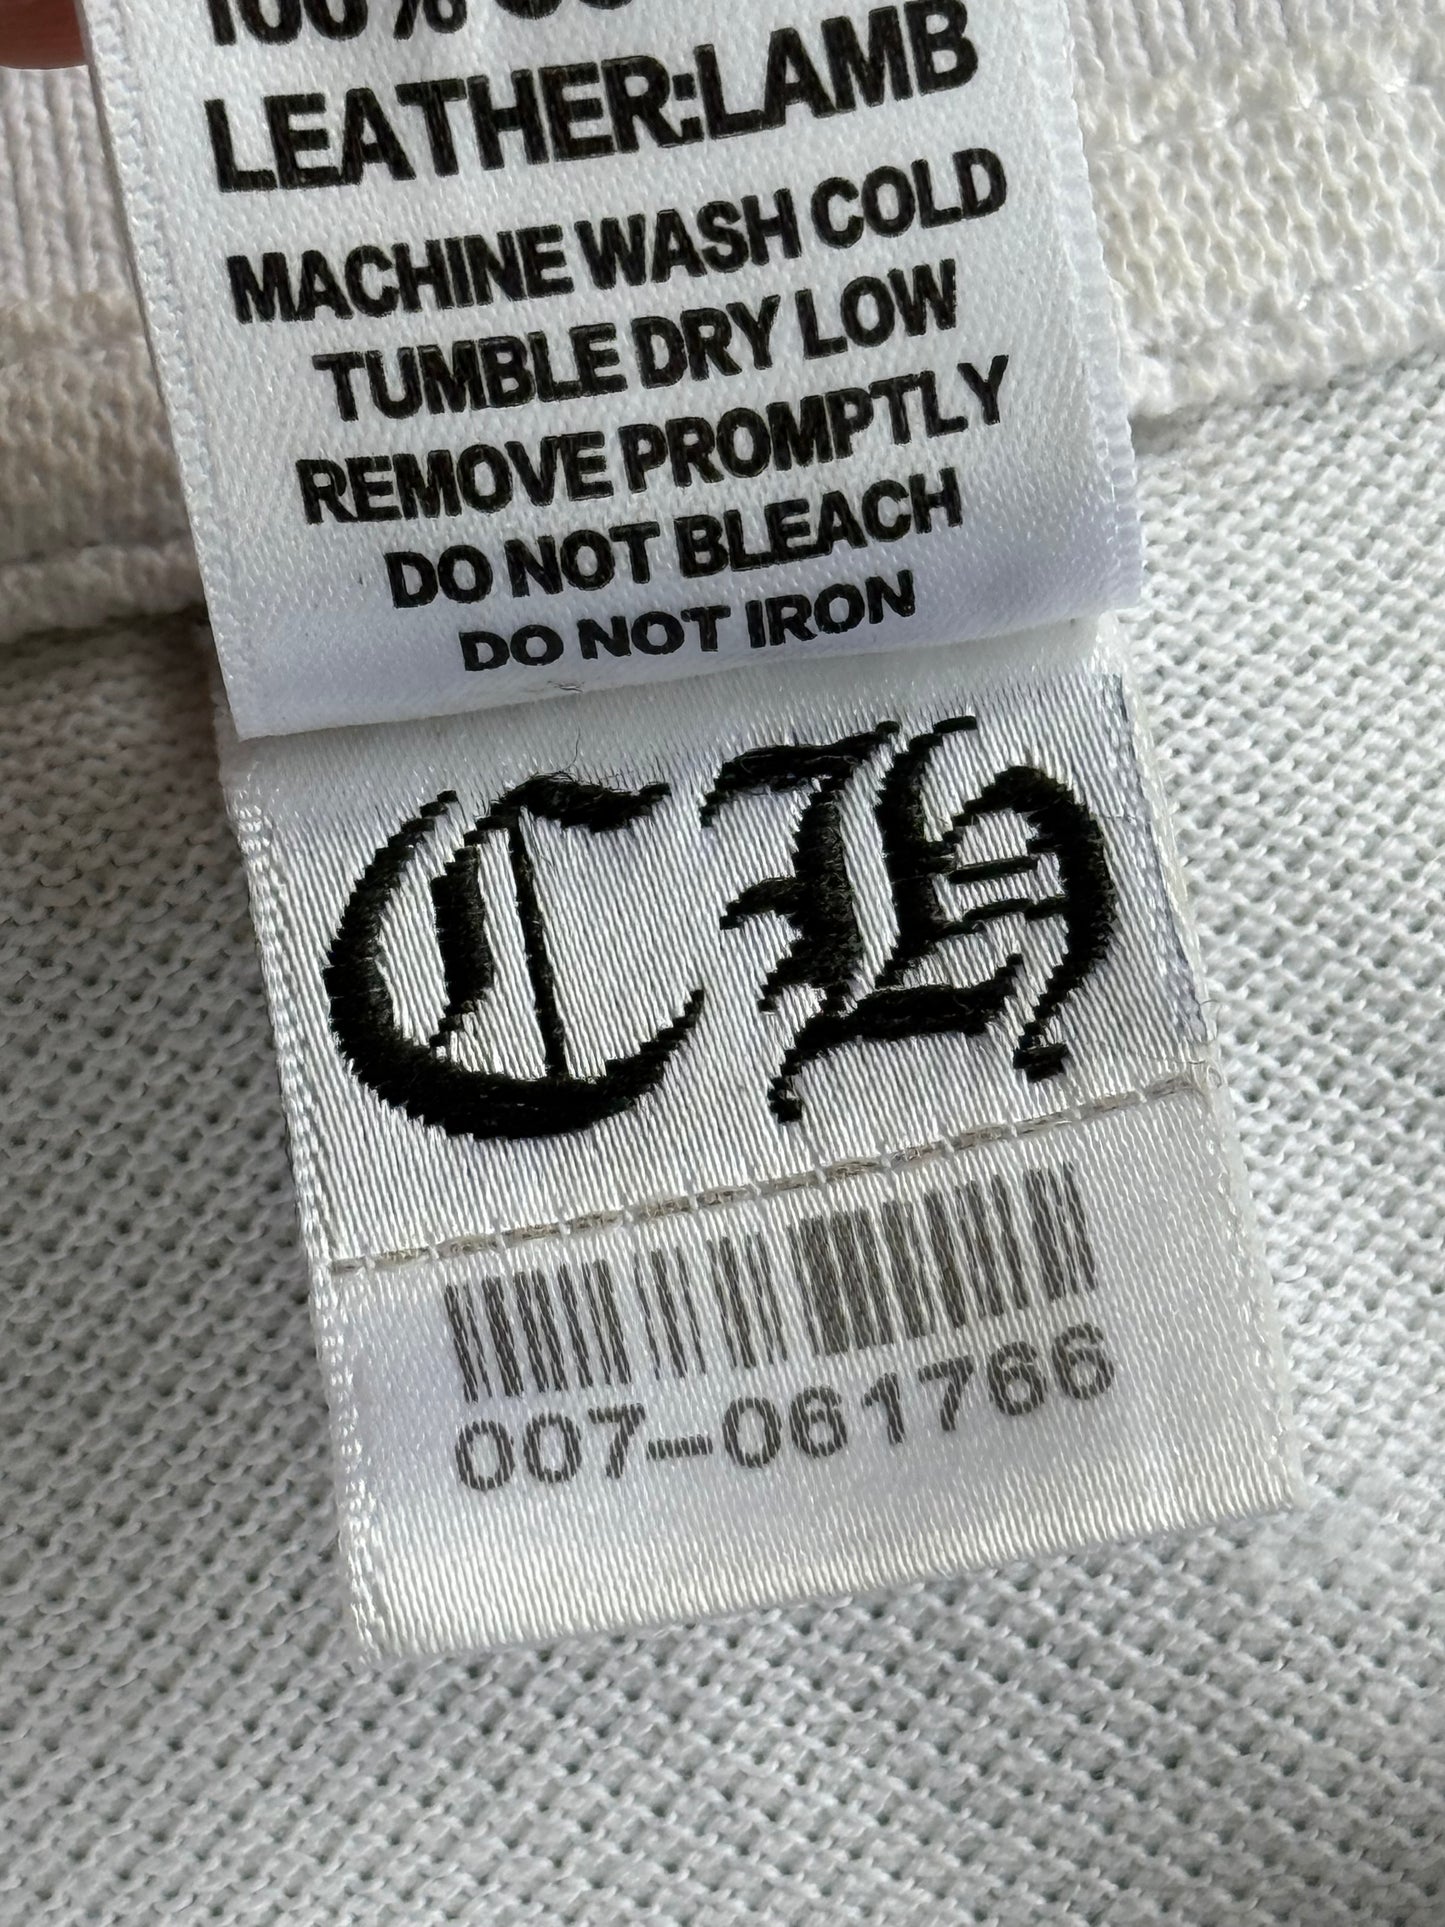 100%
LEATHER:LAMB
MACHINE WASH COLD
TUMBLE DRY LOW
REMOVE PROMPTLY
DO NOT BLEACH
DO NOT IRON
CH
007-061766